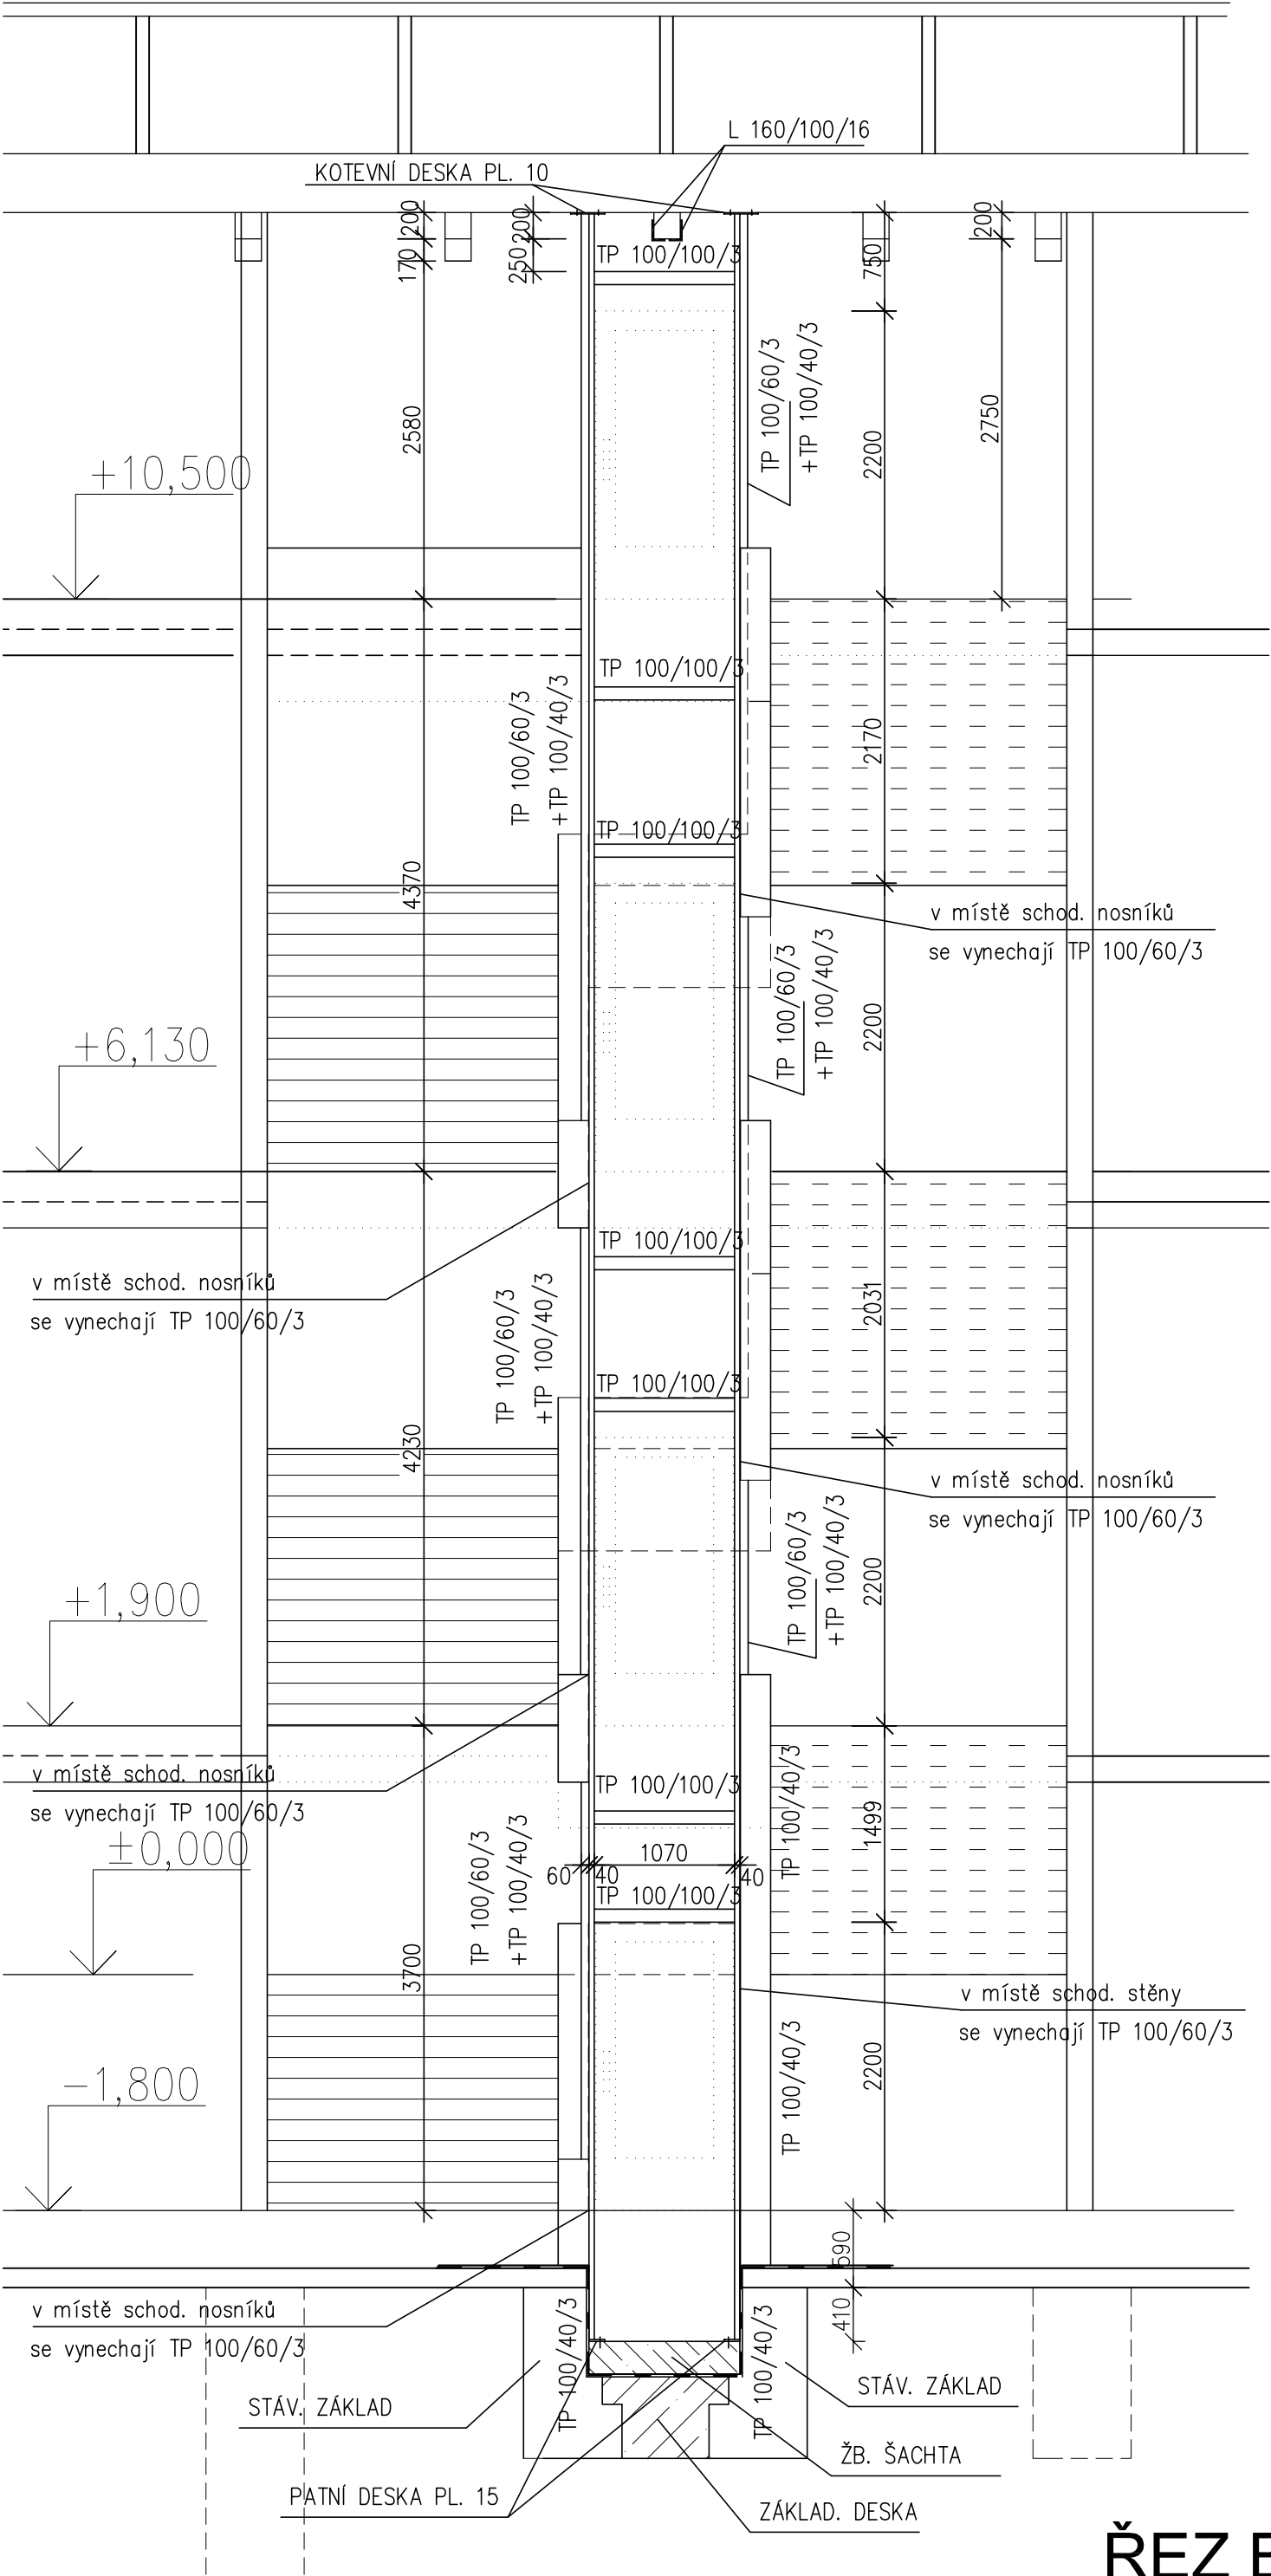 L 160/100/16
KOTEVNÍ DESKA PL. 10
200
170
200
250
TP 100/100/3
750
200
2580
TP 100/60/3
+TP 100/40/3
2200
2750
+10,500
TP 100/100/3
TP 100/60/3
+TP 100/40/3
2170
TP 100/100/3
4370
v místě schod. nosníků
se vynechají TP 100/60/3
TP 100/60/3
+TP 100/40/3
2200
+6,130
TP 100/100/3
v místě schod. nosníků
se vynechají TP 100/60/3
TP 100/60/3
+TP 100/40/3
2031
TP 100/100/3
4230
v místě schod. nosníků
se vynechají TP 100/60/3
TP 100/60/3
+TP 100/40/3
2200
+1,900
v místě schod. nosníků
se vynechají TP 100/60/3
TP 100/100/3
TP 100/40/3
1499
±0,000
TP 100/60/3
+TP 100/40/3
60
40
1070
40
TP 100/100/3
3700
v místě schod. stěny
se vynechají TP 100/60/3
TP 100/40/3
2200
-1,800
590
410
v místě schod. nosníků
se vynechají TP 100/60/3
TP 100/40/3
TP 100/40/3
STÁV. ZÁKLAD
STÁV. ZÁKLAD
ŽB. ŠACHTA
PATNÍ DESKA PL. 15
ZÁKLAD. DESKA
ŘEZ